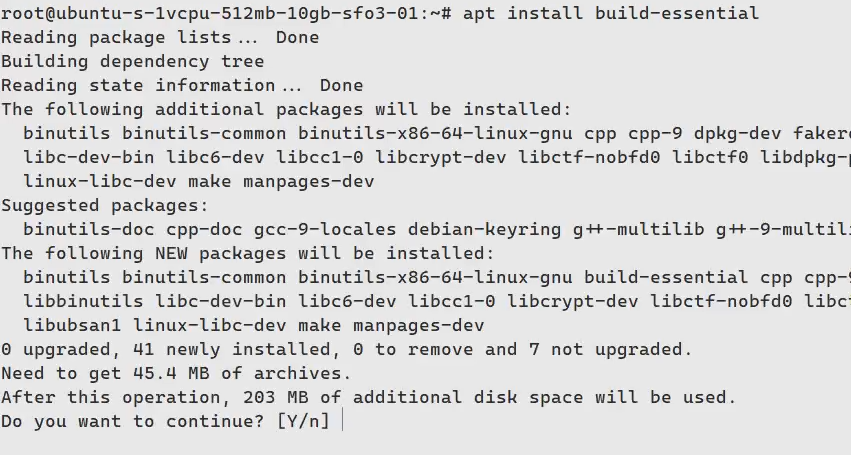 root@ubuntu-s-1vcpu-512mb-10gb-sfo3-01:~# apt install build-essential
Reading package lists... Done
Building dependency tree
Reading state information... Done
The following additional packages will be installed:
  binutils binutils-common binutils-x86-64-linux-gnu cpp cpp-9 dpkg-dev
  libc-dev-bin libc6-dev libcc1-0 libcrypt-dev libctf-nobfd0 libctf0
  linux-libc-dev make manpages-dev
Suggested packages:
  binutils-doc cpp-doc gcc-9-locales debian-keyring g++-multilib
The following NEW packages will be installed:
  binutils binutils-common binutils-x86-64-linux-gnu build-essential cpp
  libbinutils libc-dev-bin libc6-dev libcc1-0 libcrypt-dev libctf-nobfd0
  libubsan1 linux-libc-dev make manpages-dev
0 upgraded, 41 newly installed, 0 to remove and 7 not upgraded.
Need to get 45.4 MB of archives.
After this operation, 203 MB of additional disk space will be used.
Do you want to continue? [Y/n]